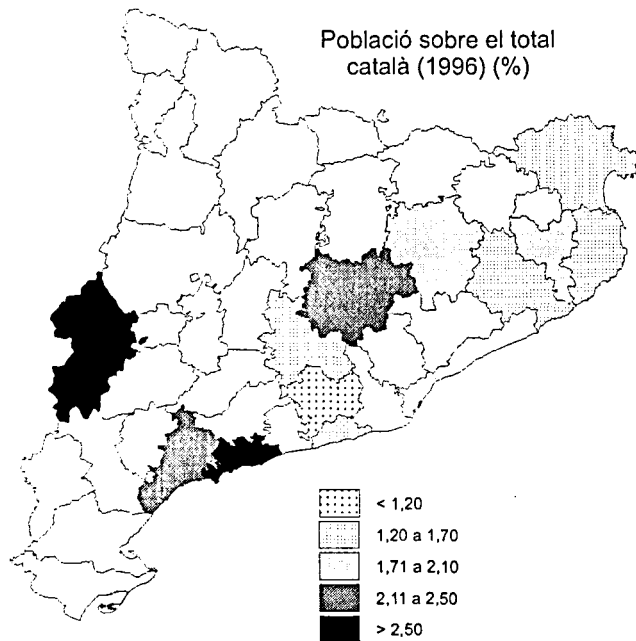 Població sobre el total
català (1996) (%)
< 1,20
1,20 a 1,70
1,71 a 2,10
2,11 a 2,50
> 2,50